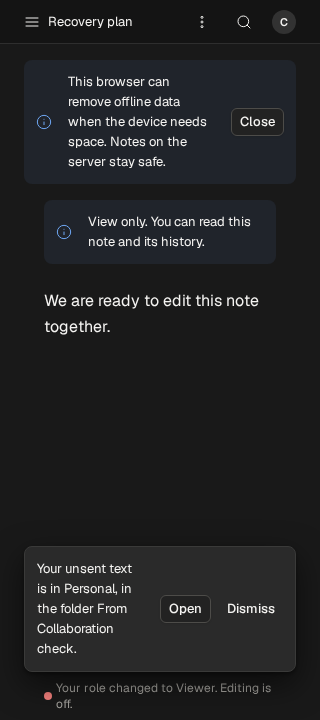 Recovery plan
C
This browser can
remove offline data
when the device needs
space. Notes on the
server stay safe.
Close
View only. You can read this
note and its history.
We are ready to edit this note
together.
Your unsent text
is in Personal, in
the folder From
Collaboration
check.
Open
Dismiss
Your role changed to Viewer. Editing is
off.